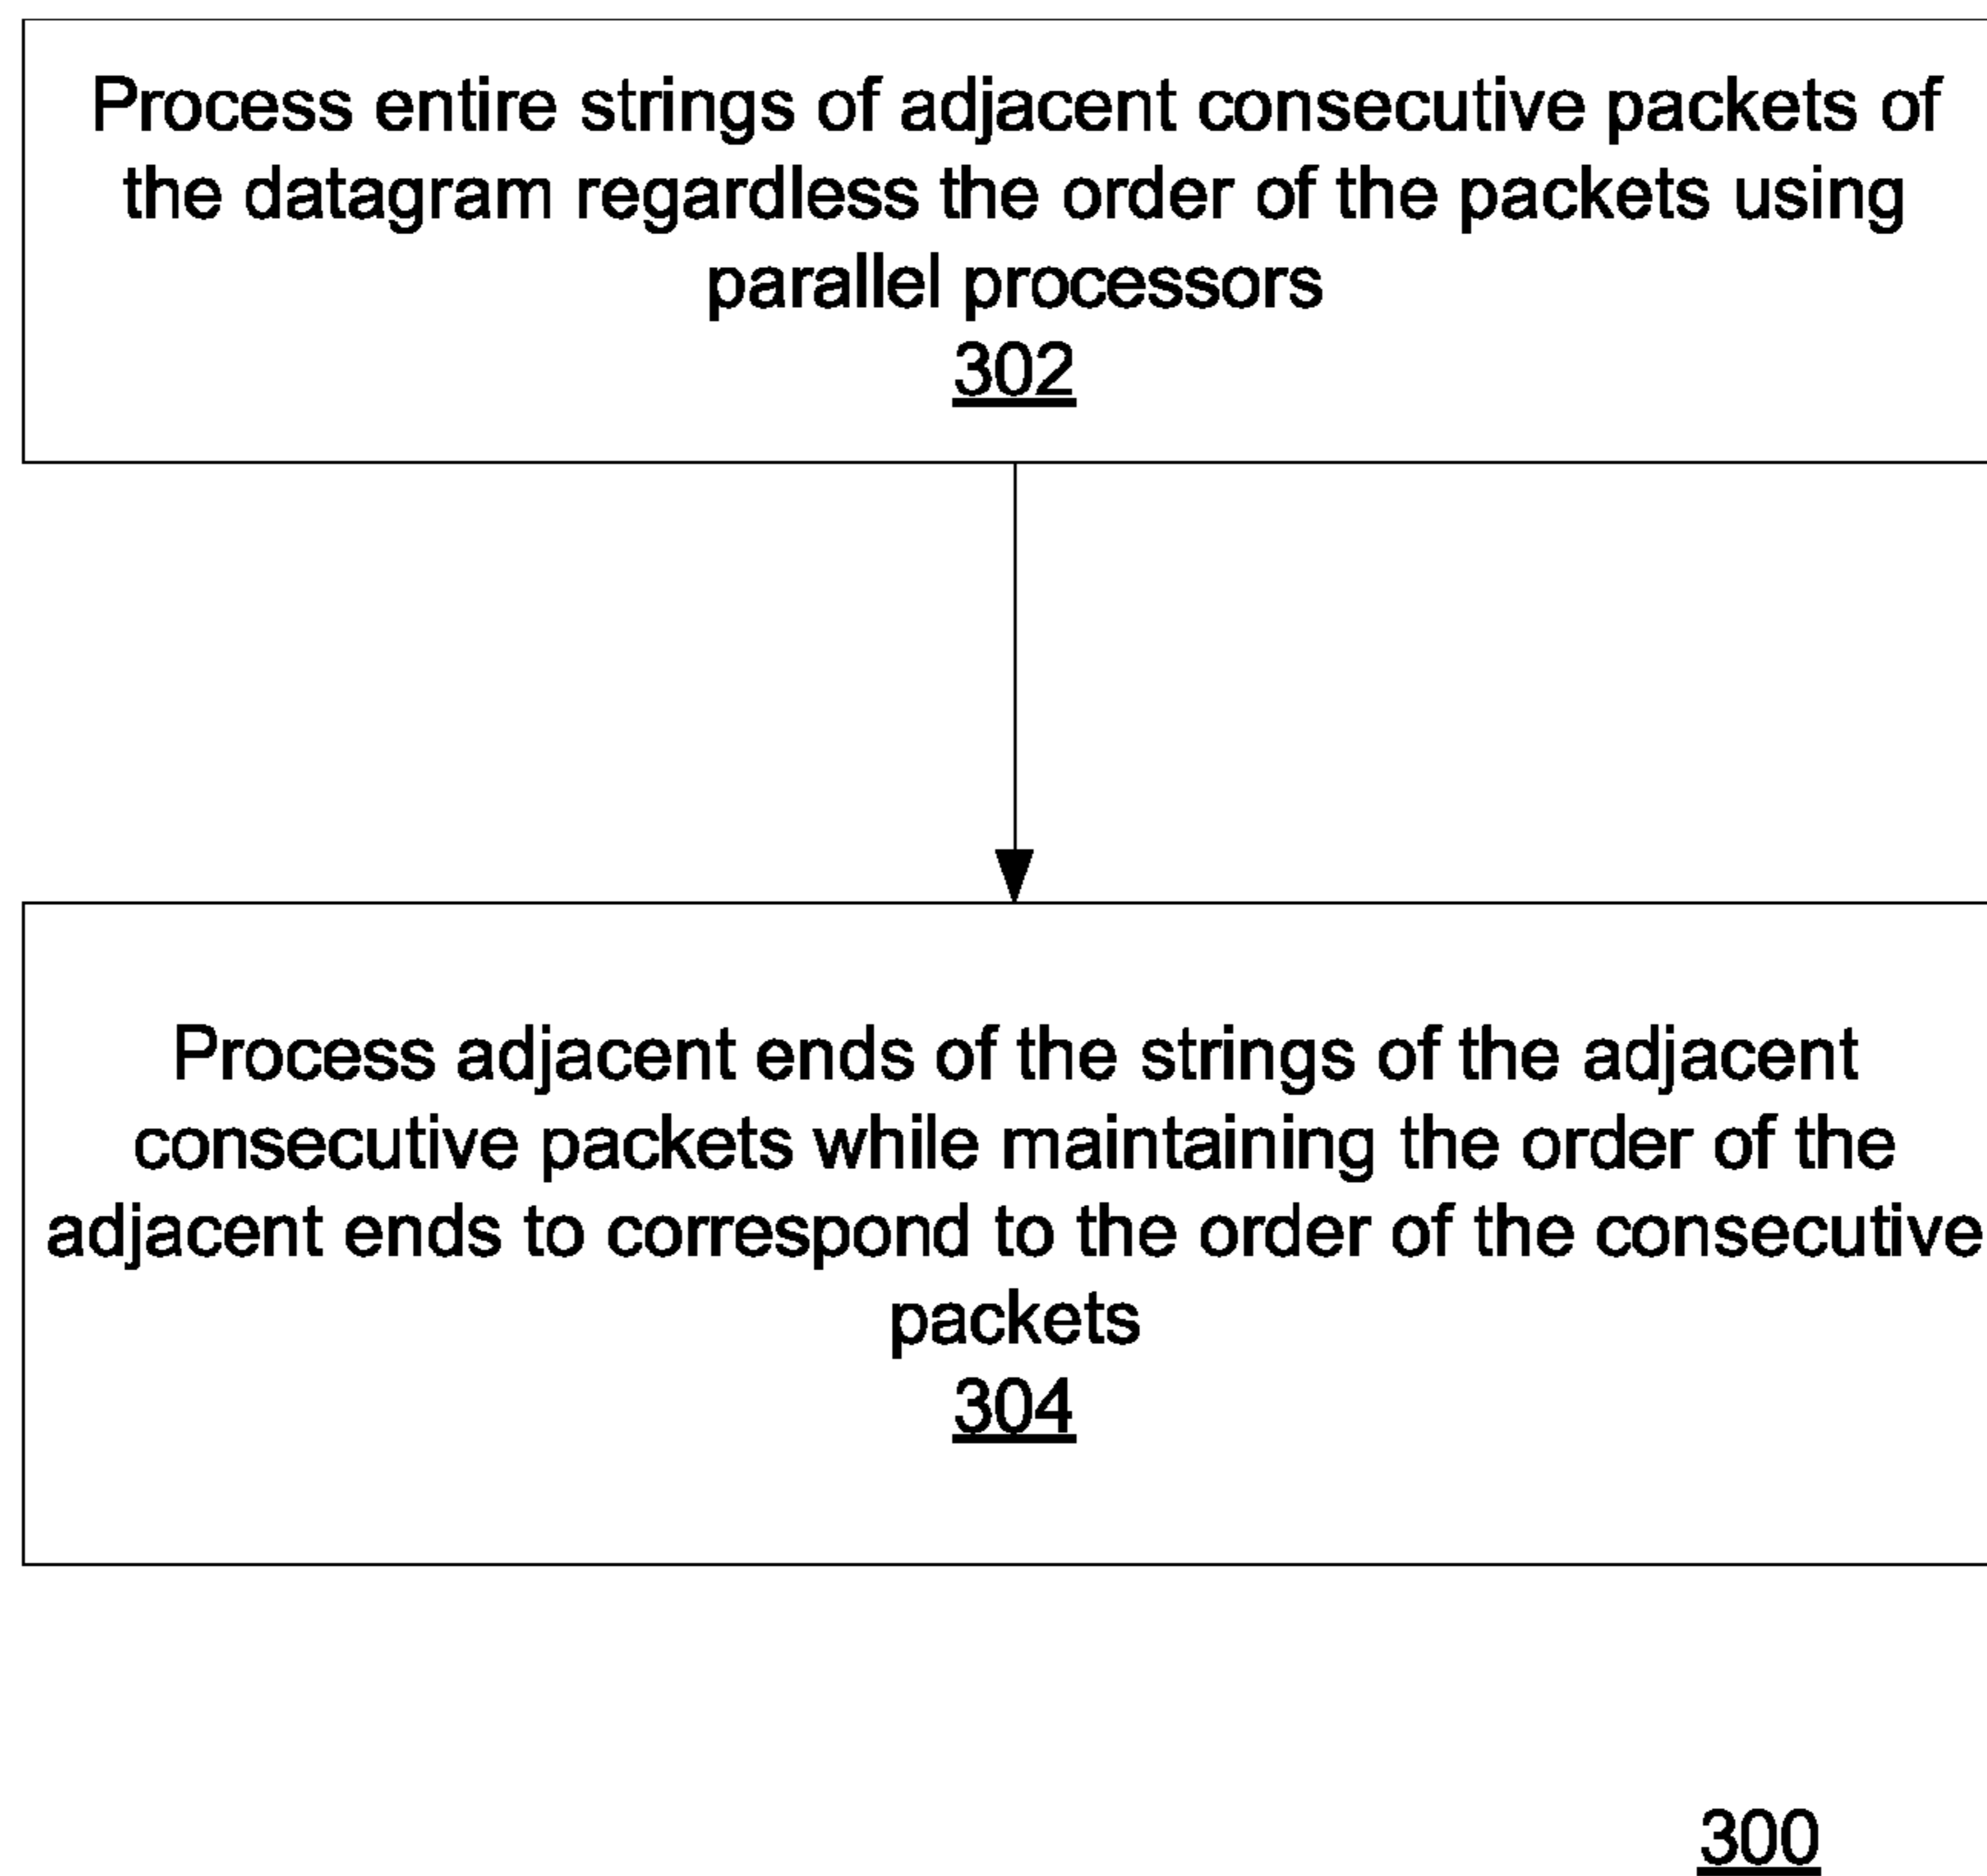 Process entire strings of adjacent consecutive packets of
the datagram regardless the order of the packets using
parallel processors
302
Process adjacent ends of the strings of the adjacent
consecutive packets while maintaining the order of the
adjacent ends to correspond to the order of the consecutive
packets
304
300